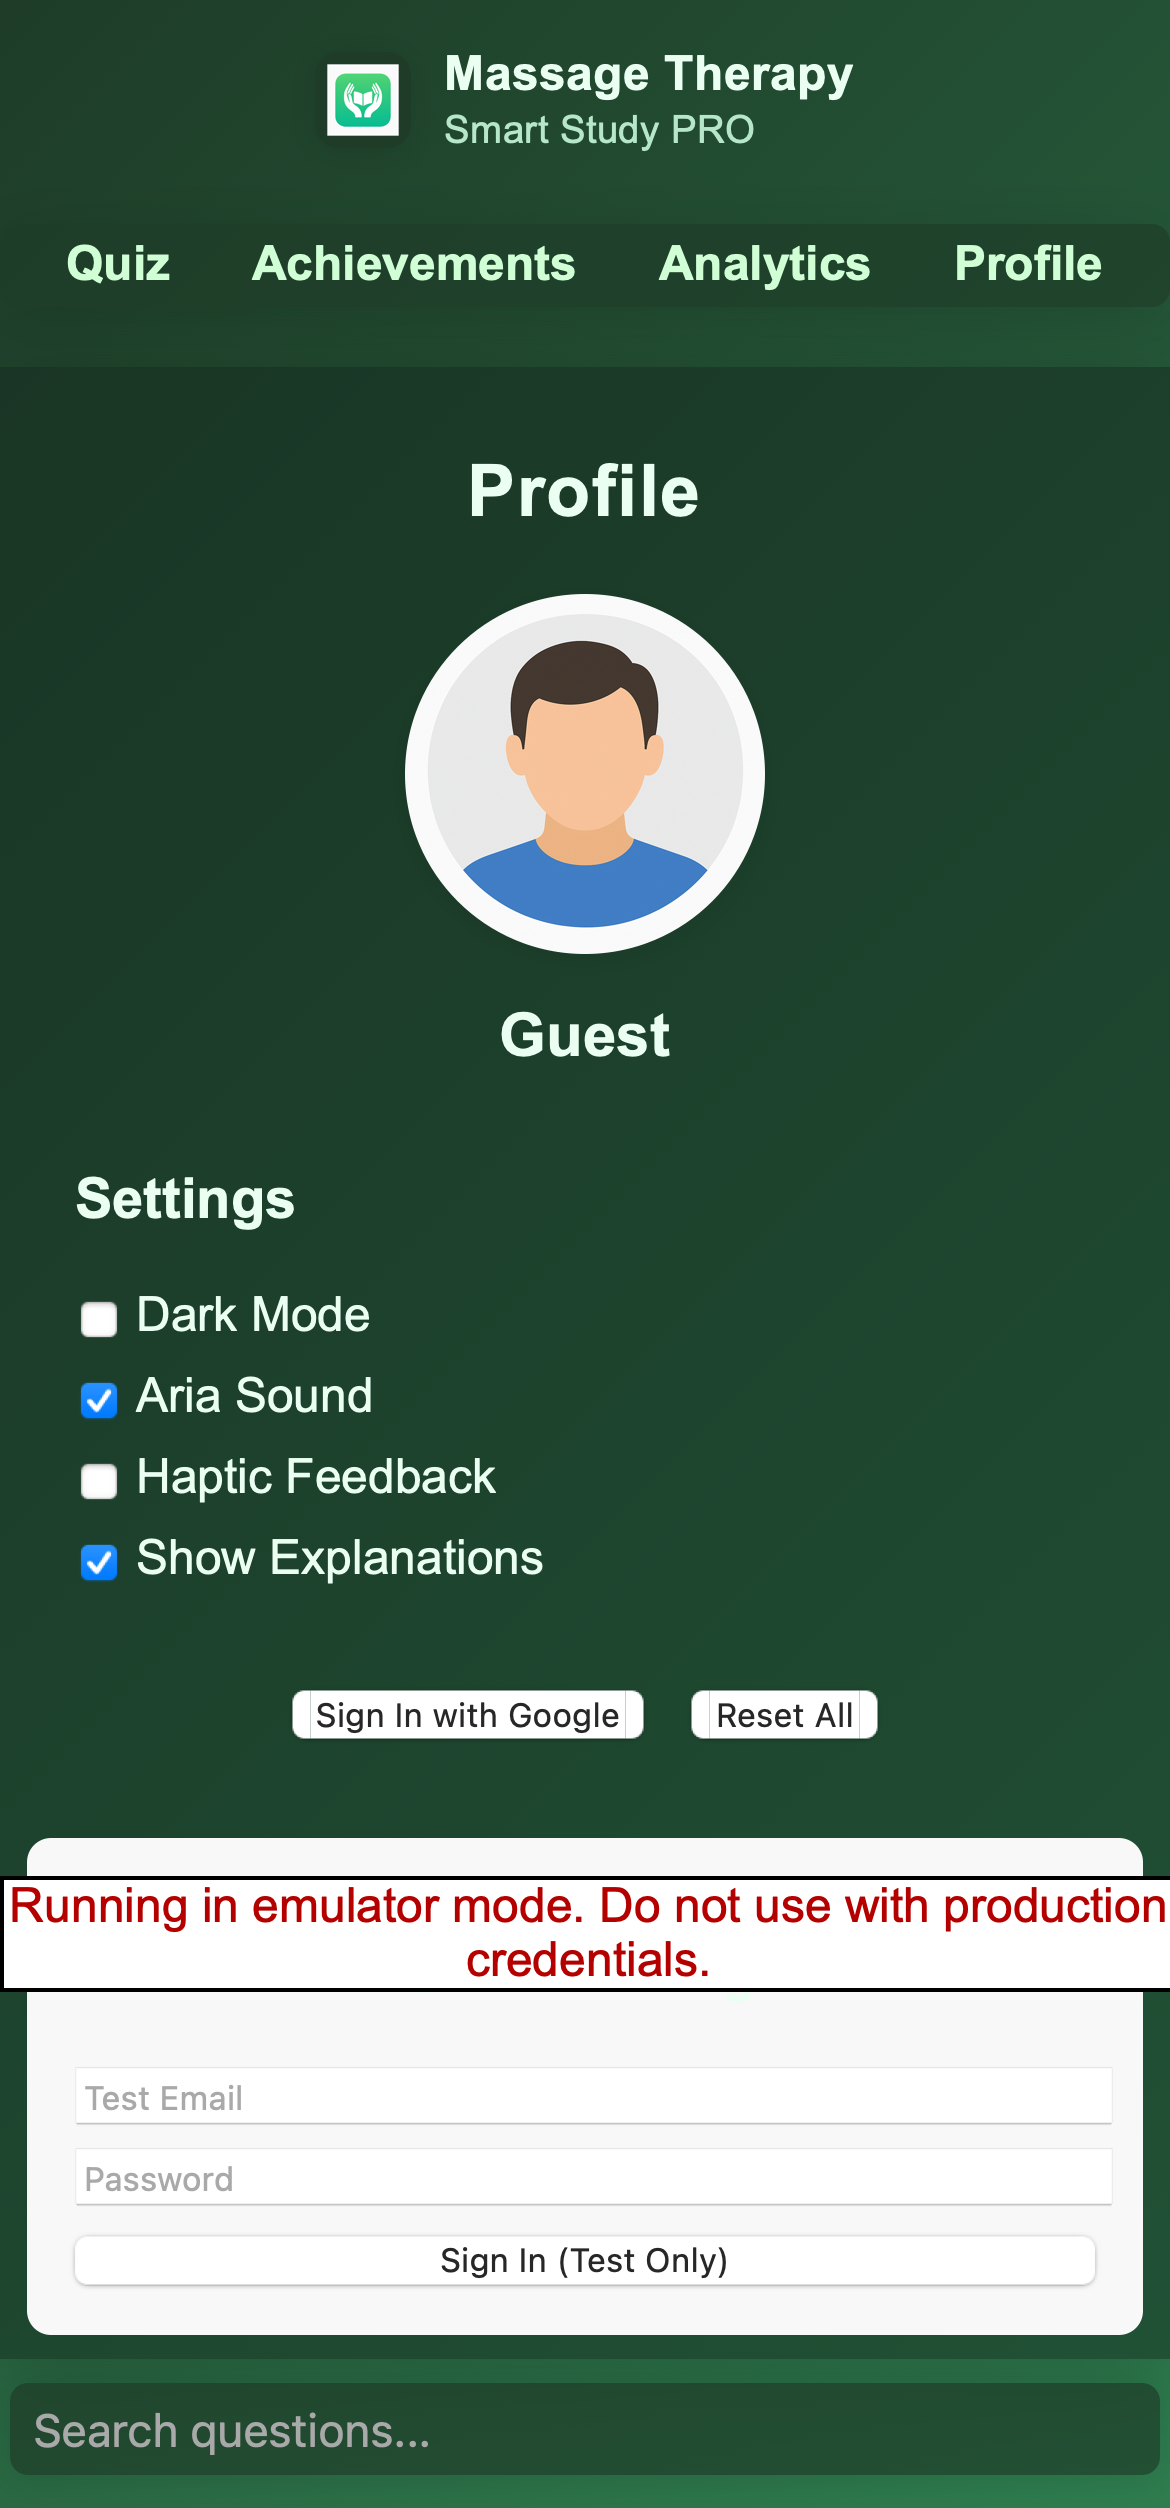 Massage Therapy
Smart Study PRO
Quiz Achievements Analytics Profile
Profile
Guest
Settings
Dark Mode
Aria Sound
Haptic Feedback
Show Explanations
Sign In with Google Reset All
Running in emulator mode. Do not use with production
credentials.
Test Email
Password
Sign In (Test Only)
Search questions...